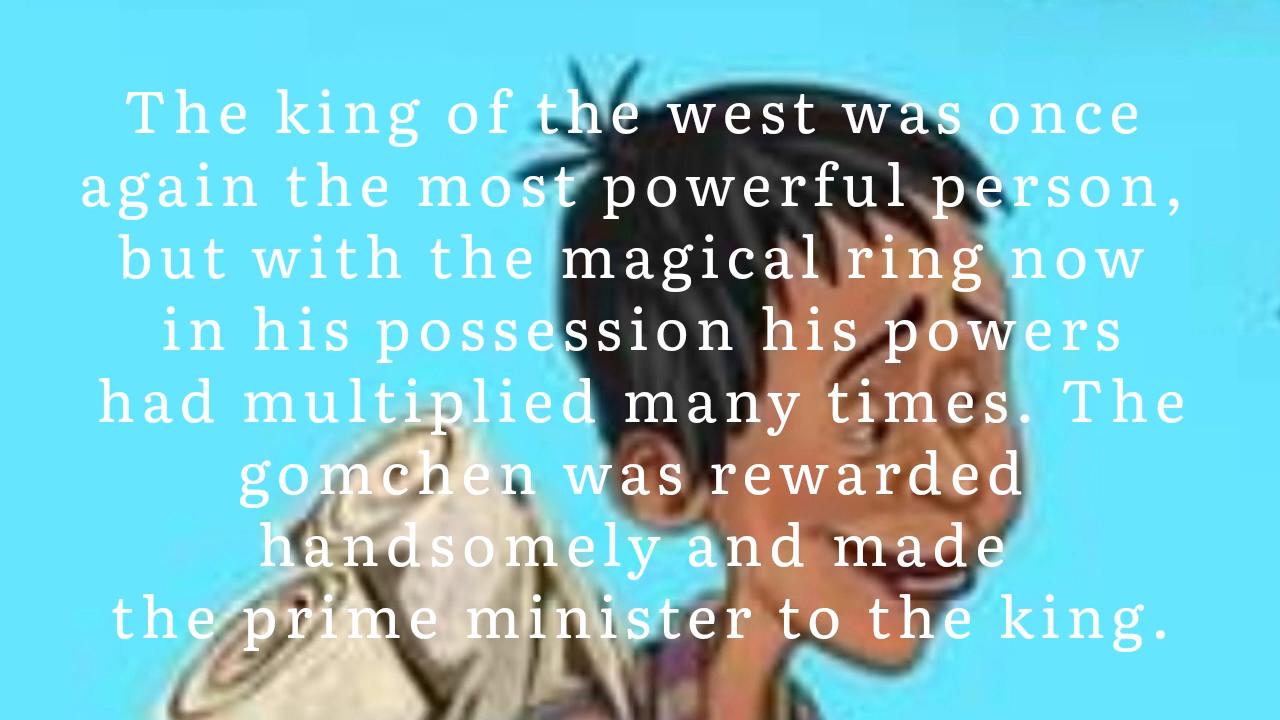 The king of the west was once
again the most powerful person,
but with the magical ring now
in his possession his powers
had multiplied many times. The
gomchen was rewarded
handsomely and made
the prime minister to the king.